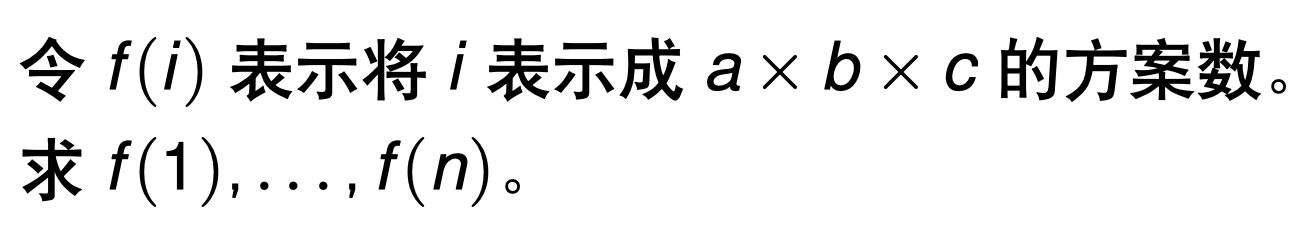 令 f(i) 表示将 i 表示成 a × b × c 的方案数。
求 f(1), . . . , f(n)。